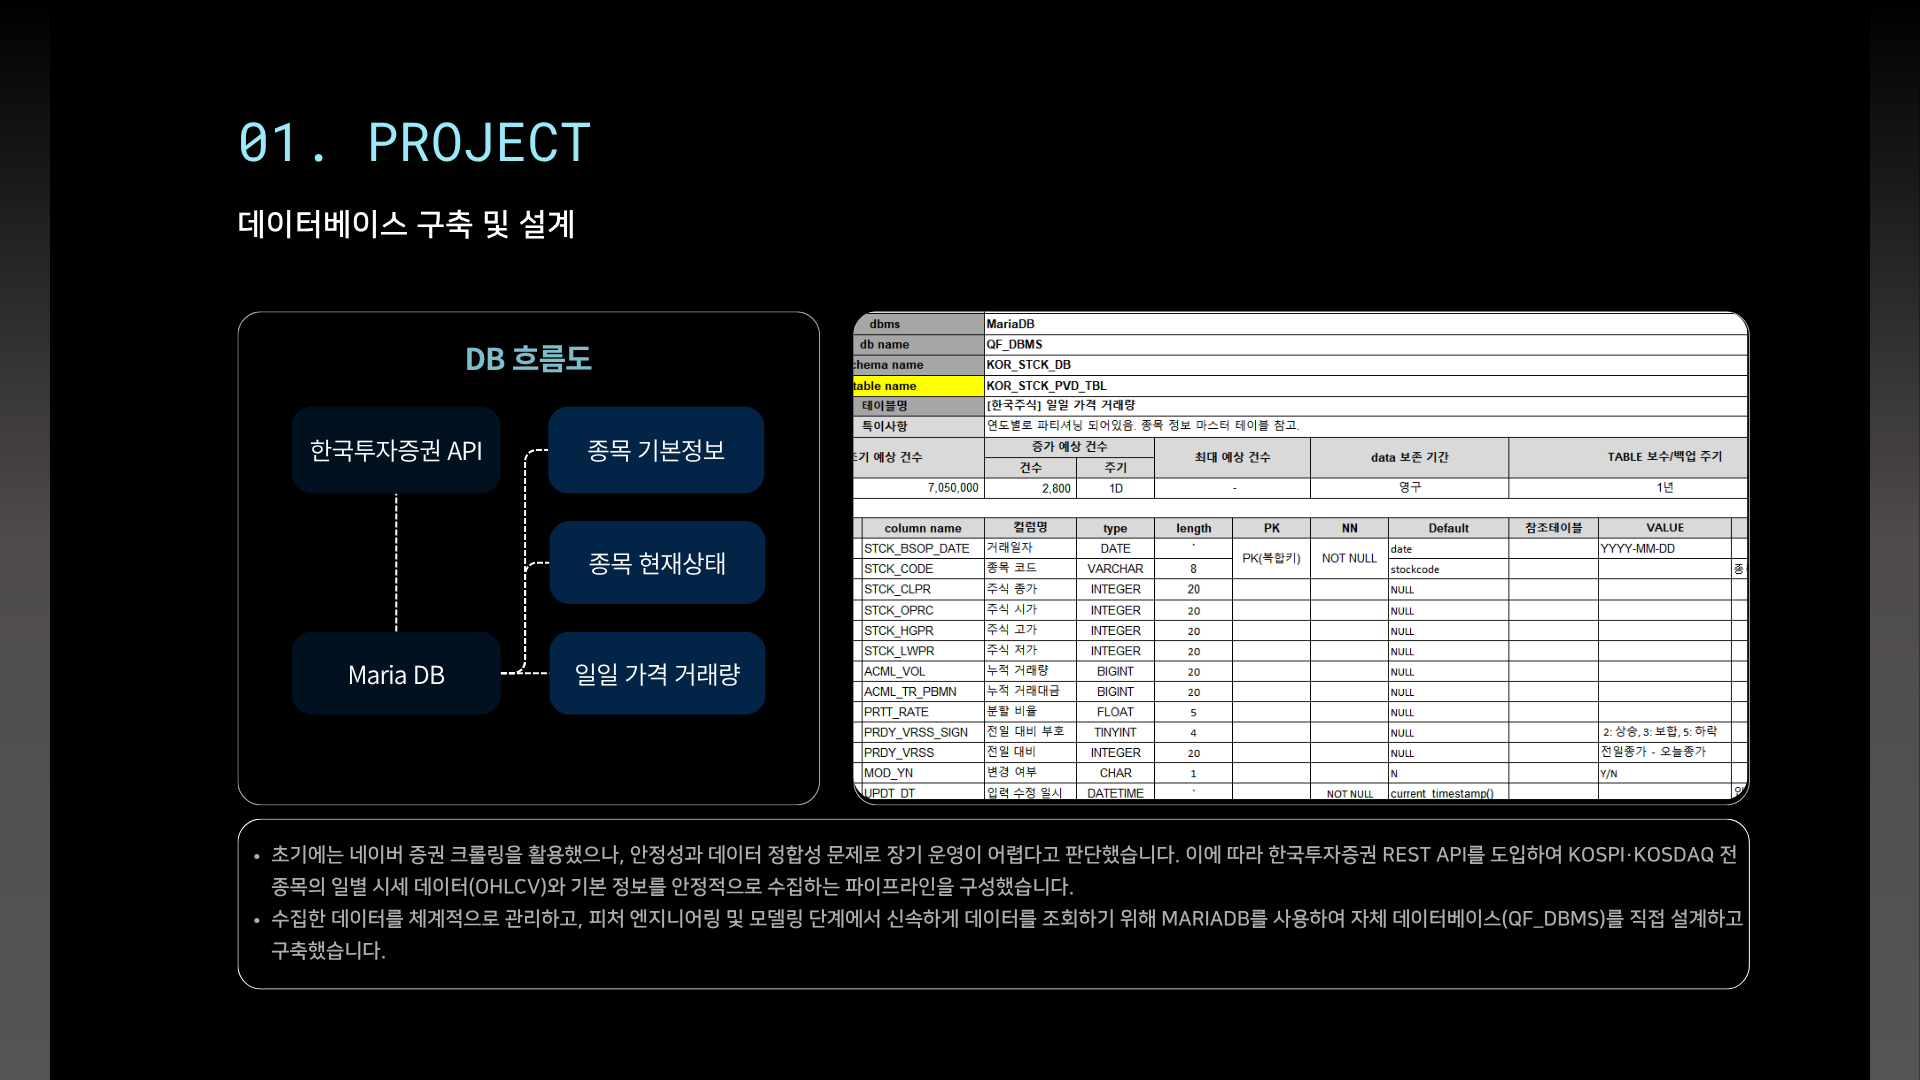 01. PROJECT
데이터베이스 구축 및 설계
DB 흐름도
한국투자증권 API
종목 기본정보
종목 현재상태
Maria DB
일일 가격 거래량
dbms MariaDB
db name QF_DBMS
chema name KOR_STCK_DB
table name KOR_STCK_PVD_TBL
테이블명 [한국주식] 일일 가격 거래량
특이사항 연도별로 파티셔닝 되어있음. 종목 정보 마스터 테이블 참고.
기 예상 건수 증가 예상 건수 최대 예상 건수 data 보존 기간 TABLE 보수/백업 주기
건수 주기
7,050,000 2,800 1D - 영구 1년
column name 컬럼명 type length PK NN Default 참조테이블 VALUE
STCK_BSOP_DATE 거래일자 DATE ` PK(복합키) NOT NULL date YYYY-MM-DD
STCK_CODE 종목 코드 VARCHAR 8 stockcode 종
STCK_CLPR 주식 종가 INTEGER 20 NULL
STCK_OPRC 주식 시가 INTEGER 20 NULL
STCK_HGPR 주식 고가 INTEGER 20 NULL
STCK_LWPR 주식 저가 INTEGER 20 NULL
ACML_VOL 누적 거래량 BIGINT 20 NULL
ACML_TR_PBMN 누적 거래대금 BIGINT 20 NULL
PRTT_RATE 분할 비율 FLOAT 5 NULL
PRDY_VRSS_SIGN 전일 대비 부호 TINYINT 4 NULL 2: 상승, 3: 보합, 5: 하락
PRDY_VRSS 전일 대비 INTEGER 20 NULL 전일종가 - 오늘종가
MOD_YN 변경 여부 CHAR 1 N Y/N
UPDT_DT 입력 수정 일시 DATETIME ` NOT NULL current_timestamp()
• 초기에는 네이버 증권 크롤링을 활용했으나, 안정성과 데이터 정합성 문제로 장기 운영이 어렵다고 판단했습니다. 이에 따라 한국투자증권 REST API를 도입하여 KOSPI·KOSDAQ 전
종목의 일별 시세 데이터(OHLCV)와 기본 정보를 안정적으로 수집하는 파이프라인을 구성했습니다.
• 수집한 데이터를 체계적으로 관리하고, 피처 엔지니어링 및 모델링 단계에서 신속하게 데이터를 조회하기 위해 MARIADB를 사용하여 자체 데이터베이스(QF_DBMS)를 직접 설계하고
구축했습니다.